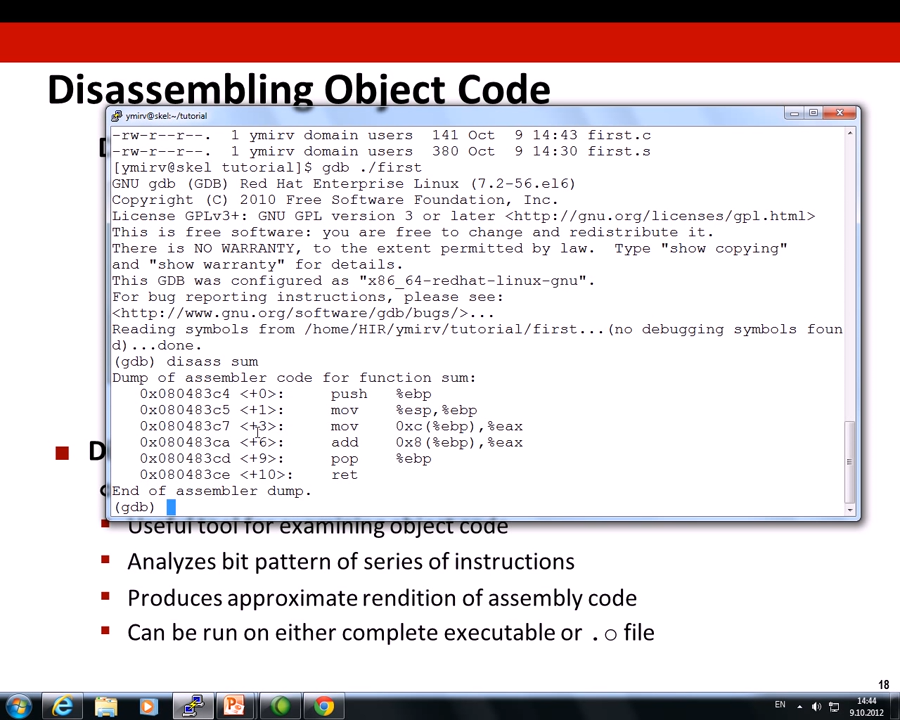 Disassembling Object Code
D
ymirv@skel:~/tutorial
-rw-r--r--. 1 ymirv domain users 141 Oct 9 14:43 first.c
-rw-r--r--. 1 ymirv domain users 380 Oct 9 14:30 first.s
[ymirv@skel tutorial]$ gdb ./first
GNU gdb (GDB) Red Hat Enterprise Linux (7.2-56.el6)
Copyright (C) 2010 Free Software Foundation, Inc.
License GPLv3+: GNU GPL version 3 or later <http://gnu.org/licenses/gpl.html>
This is free software: you are free to change and redistribute it.
There is NO WARRANTY, to the extent permitted by law.  Type "show copying"
and "show warranty" for details.
This GDB was configured as "x86_64-redhat-linux-gnu".
For bug reporting instructions, please see:
<http://www.gnu.org/software/gdb/bugs/>...
Reading symbols from /home/HIR/ymirv/tutorial/first...(no debugging symbols foun
d)...done.
(gdb) disass sum
Dump of assembler code for function sum:
0x080483c4 <+0>: push %ebp
0x080483c5 <+1>: mov %esp,%ebp
0x080483c7 <+3>: mov 0xc(%ebp),%eax
0x080483ca <+6>: add 0x8(%ebp),%eax
0x080483cd <+9>: pop %ebp
0x080483ce <+10>: ret
End of assembler dump.
(gdb)
D
Useful tool for examining object code
Analyzes bit pattern of series of instructions
Produces approximate rendition of assembly code
Can be run on either complete executable or .o file
18
EN
14:44
9.10.2012